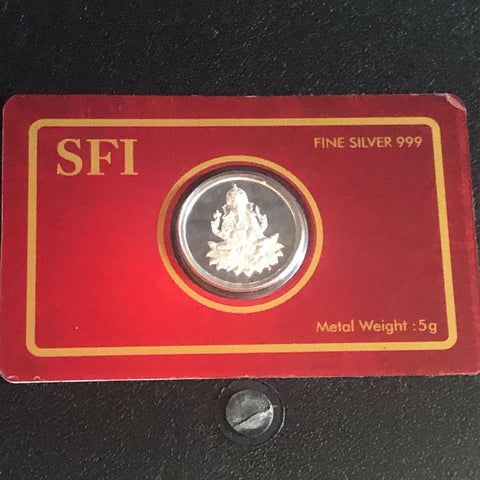 SFI
FINE SILVER 999
Metal Weight : 5g